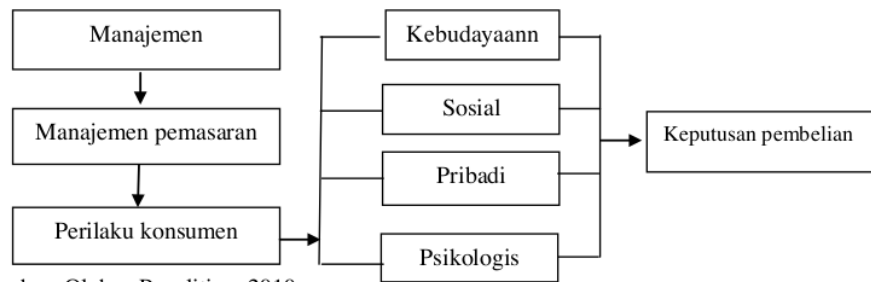 Manajemen
Manajemen pemasaran
Perilaku konsumen
Kebudayaann
Sosial
Pribadi
Psikologis
Keputusan pembelian